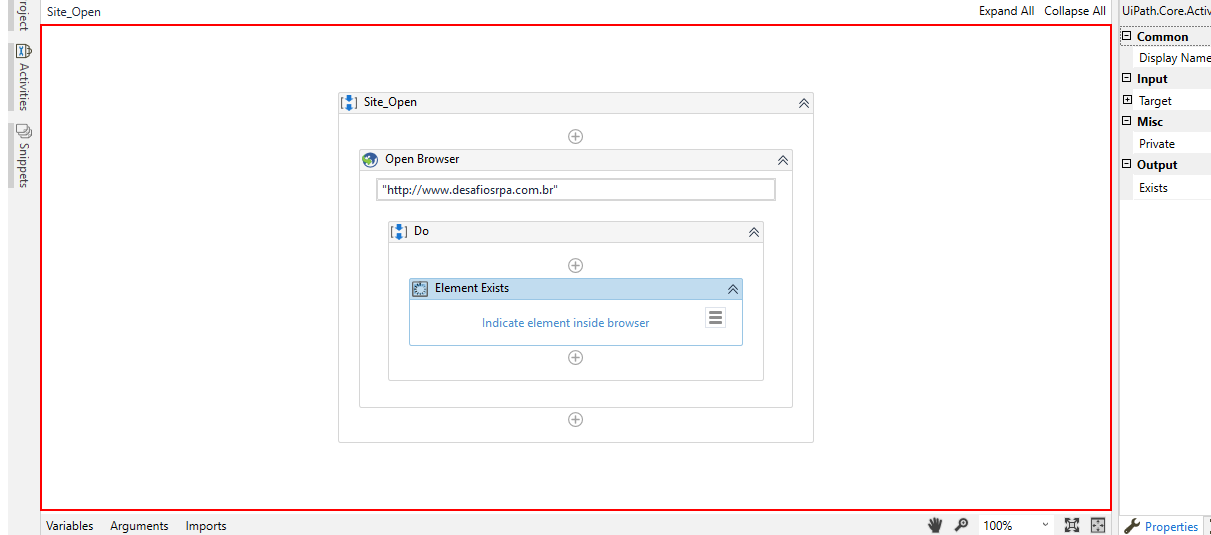 Site_Open
Expand All Collapse All
roject
Activities
Snippets
Site_Open
Open Browser
"http://www.desafiosrpa.com.br"
Do
Element Exists
Indicate element inside browser
Variables Arguments Imports
100%
UiPath.Core.Activ
Common
Display Name
Input
Target
Misc
Private
Output
Exists
Properties